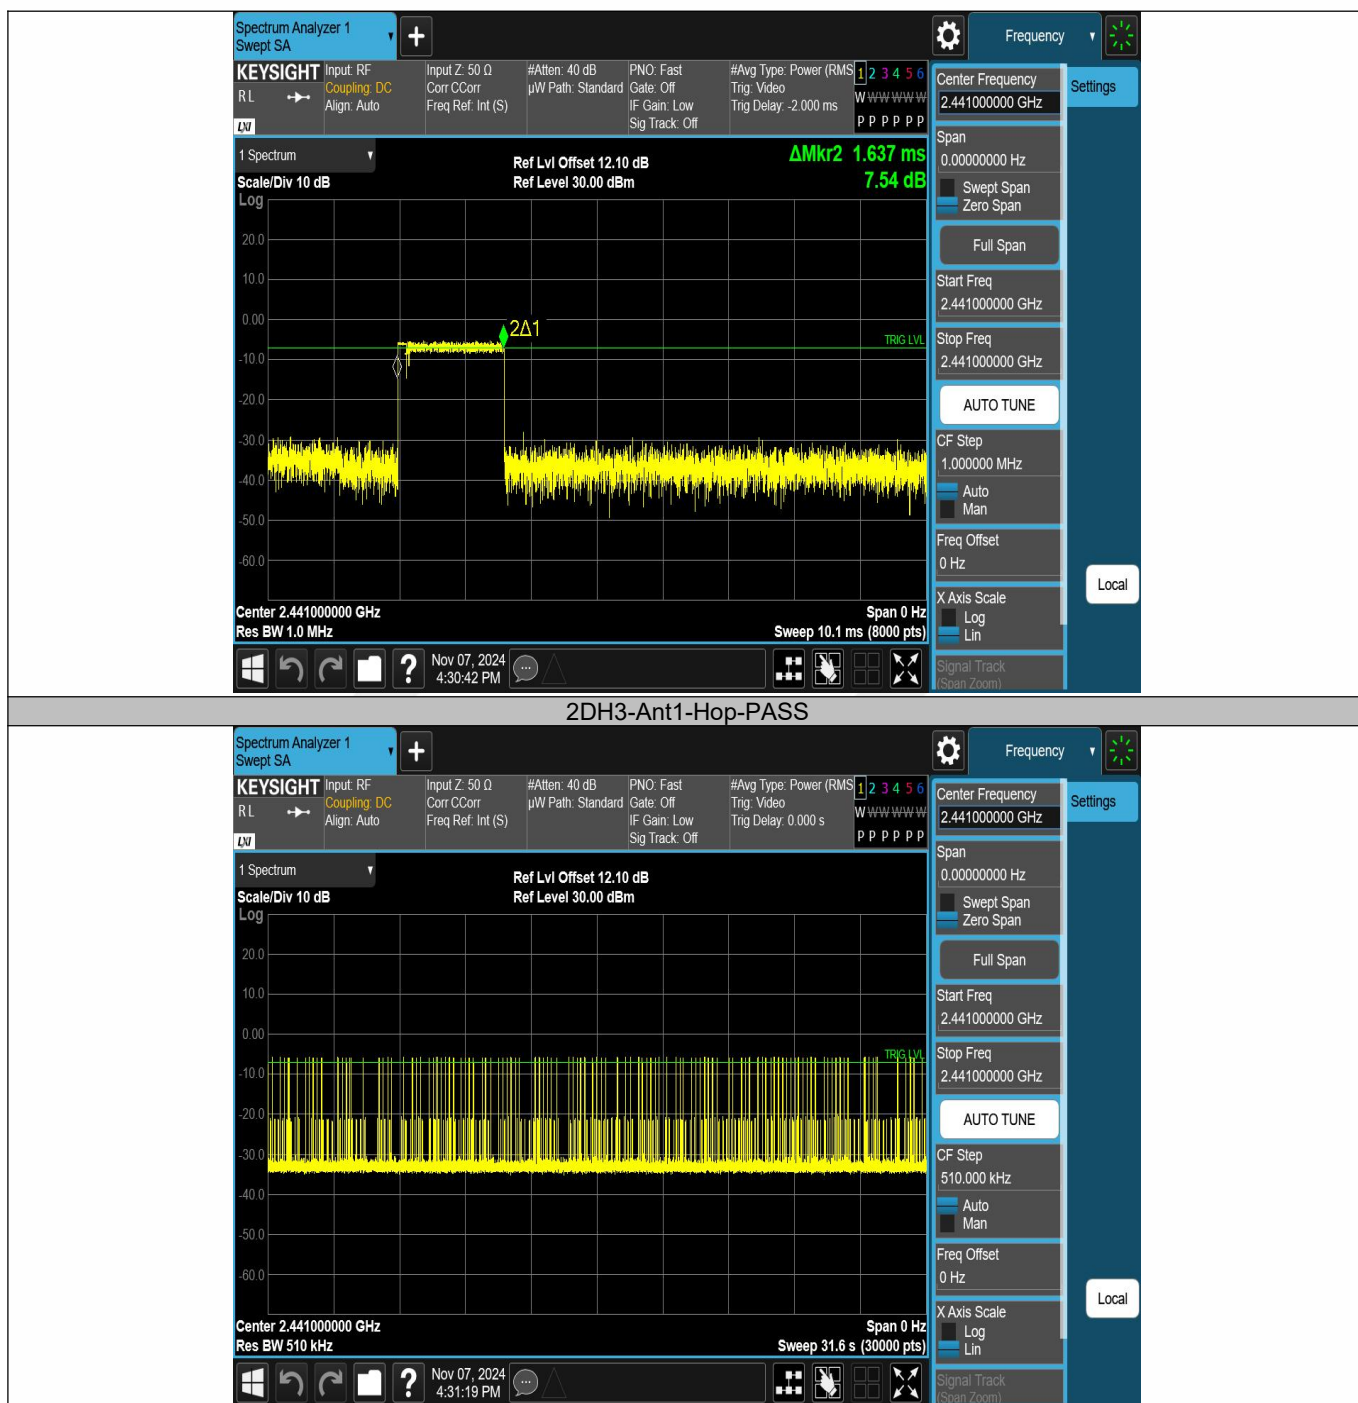 Spectrum Analyzer 1
Swept SA
+
Frequency
KEYSIGHT
RL
LXI
Input: RF
Coupling: DC
Align: Auto
Input Z: 50 Ω
Corr CCorr
Freq Ref: Int (S)
#Atten: 40 dB
µW Path: Standard
PNO: Fast
Gate: Off
IF Gain: Low
Sig Track: Off
#Avg Type: Power (RMS
Trig: Video
Trig Delay: -2.000 ms
1 2 3 4 5 6
W W W W W W
P P P P P P
Center Frequency
2.441000000 GHz
Settings
1 Spectrum
Scale/Div 10 dB
Log
Ref Lvl Offset 12.10 dB
Ref Level 30.00 dBm
ΔMkr2 1.637 ms
7.54 dB
Span
0.00000000 Hz
Swept Span
Zero Span
Full Span
Start Freq
2.441000000 GHz
Stop Freq
2.441000000 GHz
AUTO TUNE
CF Step
1.000000 MHz
Auto
Man
Freq Offset
0 Hz
X Axis Scale
Log
Lin
Signal Track
(Span Zoom)
Local
20.0
10.0
0.00
-10.0
-20.0
-30.0
-40.0
-50.0
-60.0
2Δ1
TRIG LVL
Center 2.441000000 GHz
Res BW 1.0 MHz
Span 0 Hz
Sweep 10.1 ms (8000 pts)
?
Nov 07, 2024
4:30:42 PM
2DH3-Ant1-Hop-PASS
Spectrum Analyzer 1
Swept SA
+
Frequency
KEYSIGHT
RL
LXI
Input: RF
Coupling: DC
Align: Auto
Input Z: 50 Ω
Corr CCorr
Freq Ref: Int (S)
#Atten: 40 dB
µW Path: Standard
PNO: Fast
Gate: Off
IF Gain: Low
Sig Track: Off
#Avg Type: Power (RMS
Trig: Video
Trig Delay: 0.000 s
1 2 3 4 5 6
W W W W W W
P P P P P P
Center Frequency
2.441000000 GHz
Settings
1 Spectrum
Scale/Div 10 dB
Log
Ref Lvl Offset 12.10 dB
Ref Level 30.00 dBm
Span
0.00000000 Hz
Swept Span
Zero Span
Full Span
Start Freq
2.441000000 GHz
Stop Freq
2.441000000 GHz
AUTO TUNE
CF Step
510.000 kHz
Auto
Man
Freq Offset
0 Hz
X Axis Scale
Log
Lin
Signal Track
(Span Zoom)
Local
20.0
10.0
0.00
-10.0
-20.0
-30.0
-40.0
-50.0
-60.0
TRIG LVL
Center 2.441000000 GHz
Res BW 510 kHz
Span 0 Hz
Sweep 31.6 s (30000 pts)
?
Nov 07, 2024
4:31:19 PM